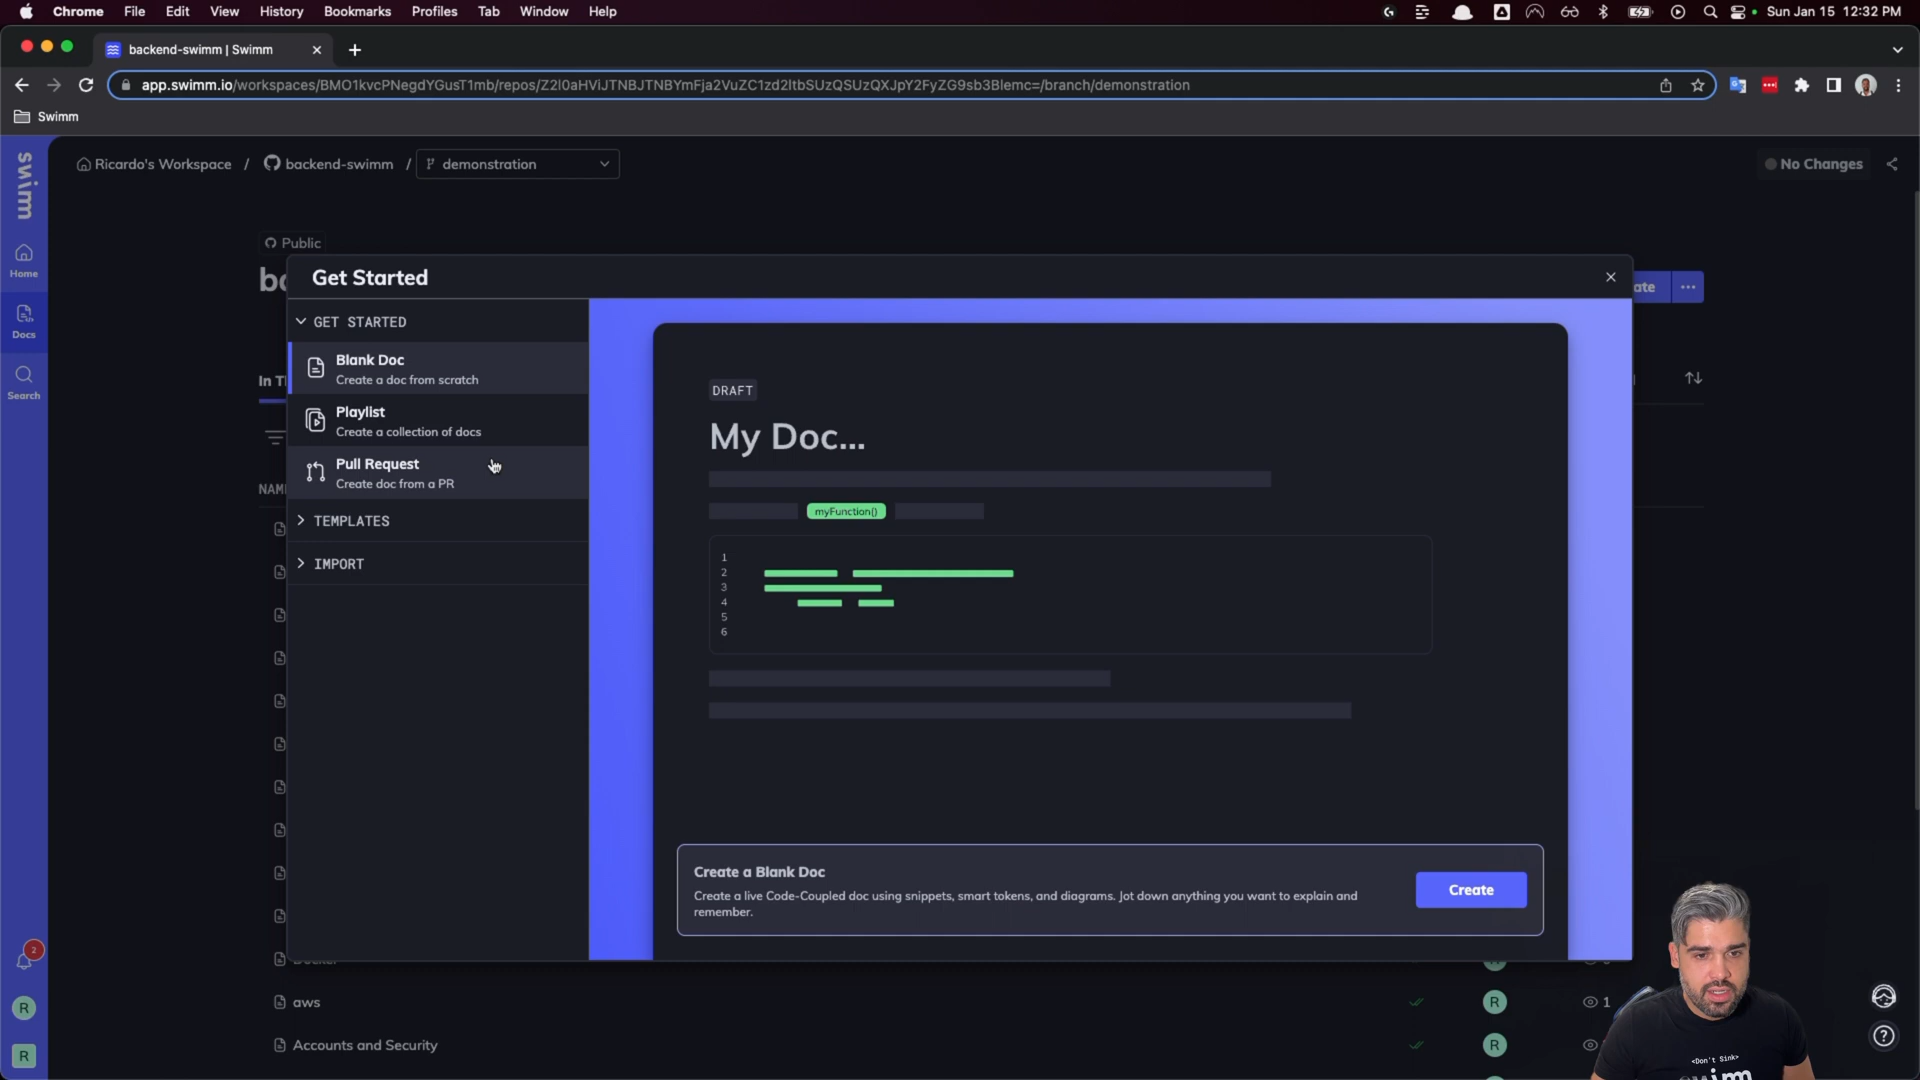 Chrome File Edit View History Bookmarks Profiles Tab Window Help
Sun Jan 15 12:32 PM
backend-swimm | Swimm
app.swimm.io/workspaces/BMO1kvcPNegdYGusT1mb/repos/Z2l0aHViJTNBJTNBYmFja2VuZC1zd2ltbSUzQSUzQXJpY2FyZG9sb3Blemc=/branch/demonstration
Swimm
swimm
Ricardo's Workspace / backend-swimm / demonstration
No Changes
Home
Docs
Search
Public
Get Started
GET STARTED
Blank Doc
Create a doc from scratch
Playlist
Create a collection of docs
Pull Request
Create doc from a PR
TEMPLATES
IMPORT
DRAFT
My Doc...
myFunction()
1
2
3
4
5
6
Create a Blank Doc
Create a live Code-Coupled doc using snippets, smart tokens, and diagrams. Jot down anything you want to explain and
remember.
Create
aws
R
1
Accounts and Security
R
2
R
R
<Don't Sink>